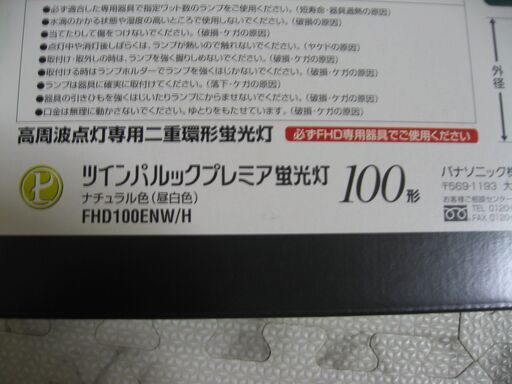 ●必ず適合した専用器具で指定ワット数のランプをご使用ください。(短寿命・器具過熱の原因)
●水滴のかかる状態や湿度の高いところで使用しないでください。(破損の原因)
●当てたりして傷をつけないでください。(破損・ケガの原因)
●点灯中や消灯後しばらくは、ランプが熱いので触れないでください。(ヤケドの原因)
●取付け・取外しの時は、ランプを強く握りしめないでください。(破損・ケガの原因)
●取付ける時はランプホルダーでランプを強くはじかないでください。(破損・ケガの原因)
●ランプは器具に確実に取付けてください。(落下・ケガの原因)
●器具の引きひもを強くはじいたりランプにからませないでください。(破損・ケガの原因)
●口金は無理に動かさないで、ゆとりをもたせています。(破損・ケガの原因)
外径
高周波点灯専用二重環形蛍光灯
必ずFHD専用器具でご使用ください
ツインパルックプレミア蛍光灯 100形
ナチュラル色(昼白色)
FHD100ENW/H
パナソニック株
〒569-1193 大
お客様ご相談センター
TEL 0120
FAX 0120